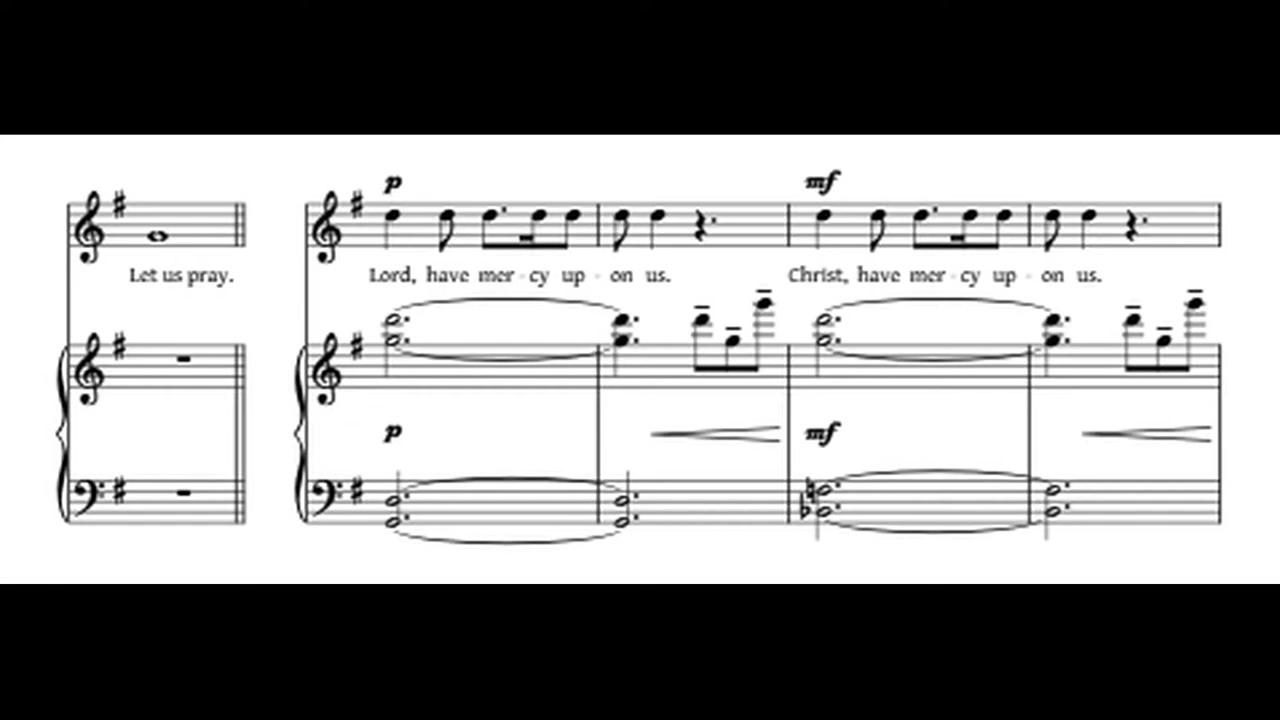 p mf
Let us pray. Lord, have mer - cy up - on us. Christ, have mer - cy up - on us.
p mf